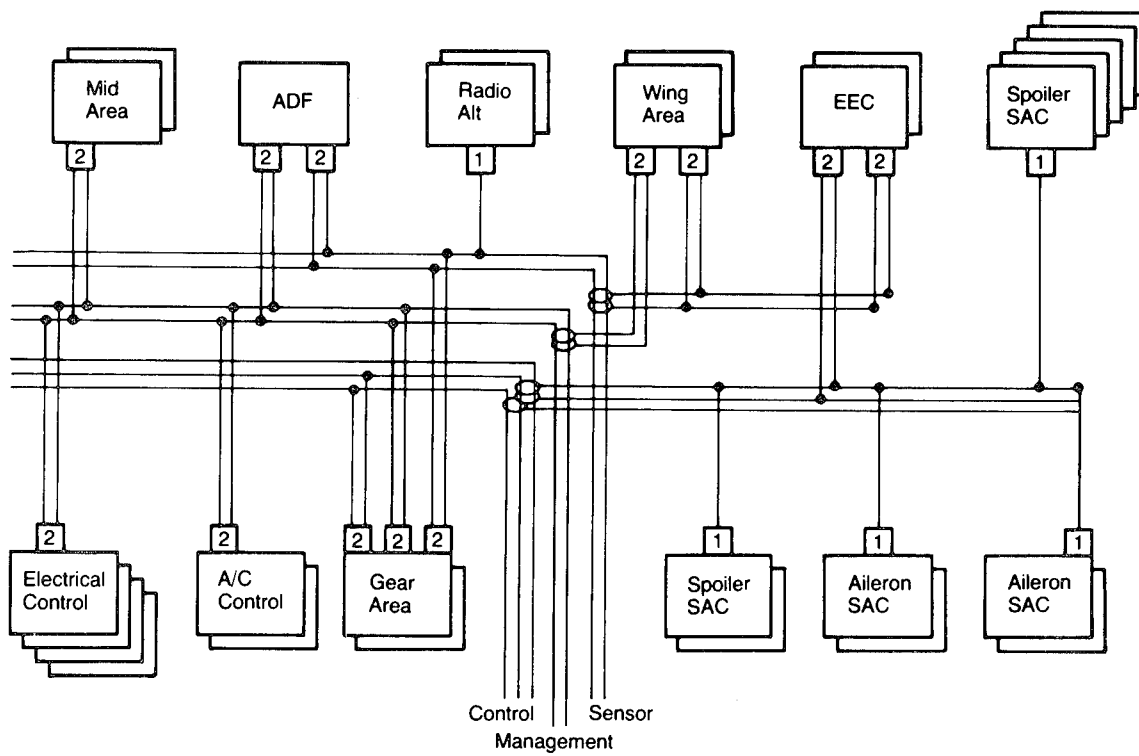 Mid
Area
2
ADF
2
2
Radio
Alt
1
Wing
Area
2
2
EEC
2
2
Spoiler
SAC
1
2
Electrical
Control
2
A/C
Control
2
2
2
Gear
Area
1
Spoiler
SAC
1
Aileron
SAC
1
Aileron
SAC
Control
Sensor
Management